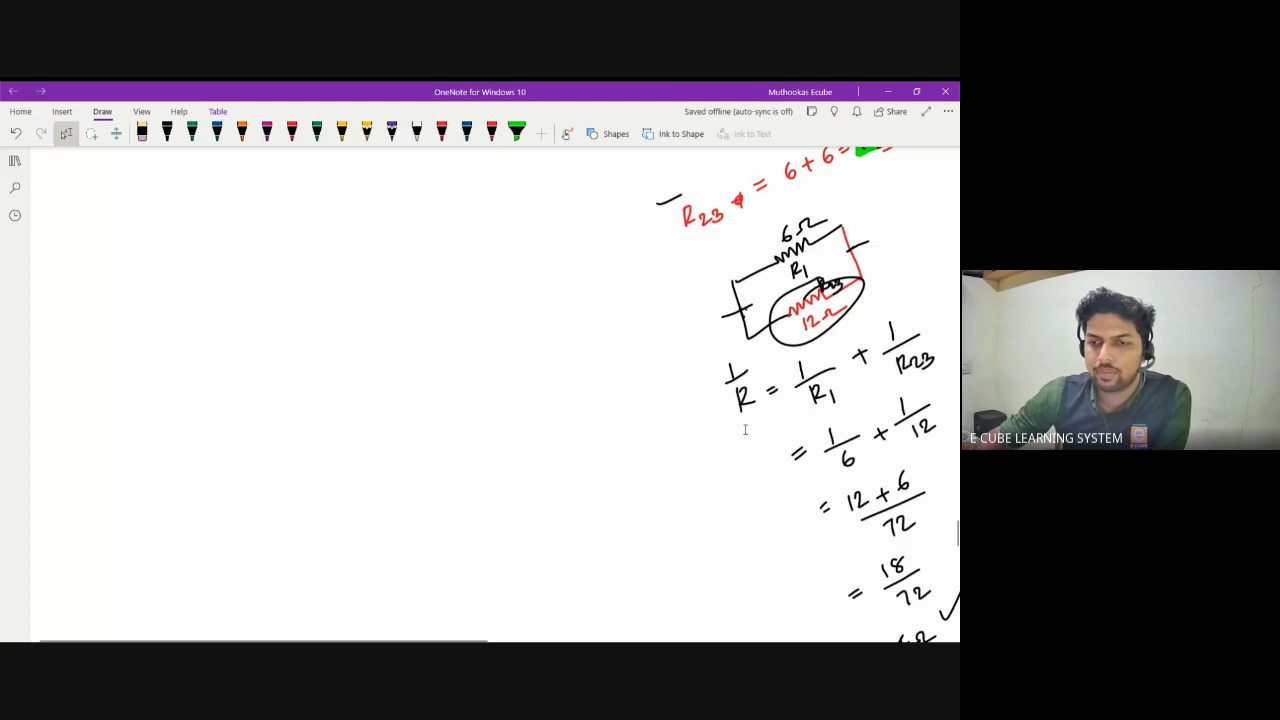 OneNote for Windows 10
Muthookas Ecube
Home Insert Draw View Help Table
Saved offline (auto-sync is off)
Share
Shapes
Ink to Shape
Ink to Text
R23 = 6+6=
6Ω
R1
R23
12Ω
1/R = 1/R1 + 1/R23
= 1/6 + 1/12
= 12+6/72
= 18/72
E CUBE LEARNING SYSTEM